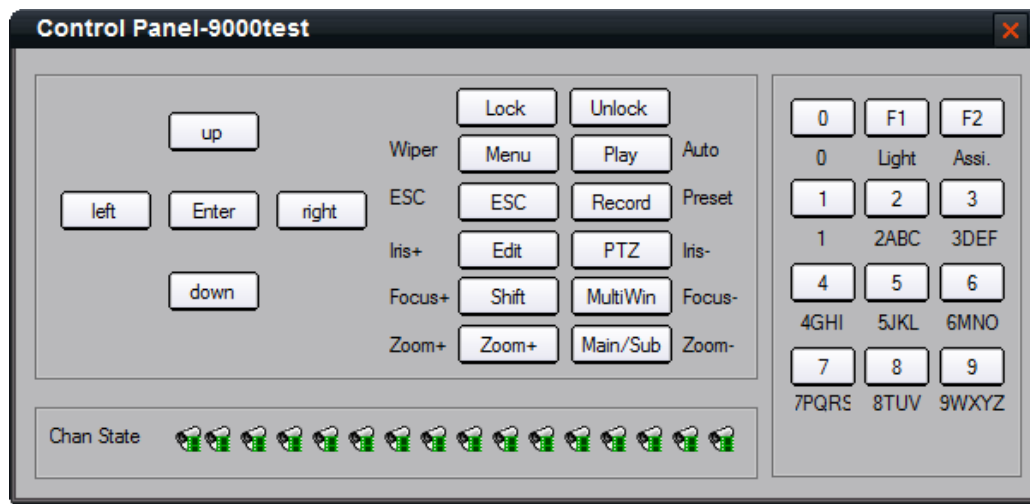 Control Panel-9000test
Lock Unlock
up
Wiper Menu Play Auto
left Enter right
ESC ESC Record Preset
Iris+ Edit PTZ Iris-
down
Focus+ Shift MultiWin Focus-
Zoom+ Zoom+ Main/Sub Zoom-
0 F1 F2
0 Light Assi.
1 2 3
1 2ABC 3DEF
4 5 6
4GHI 5JKL 6MNO
7 8 9
7PQRS 8TUV 9WXYZ
Chan State